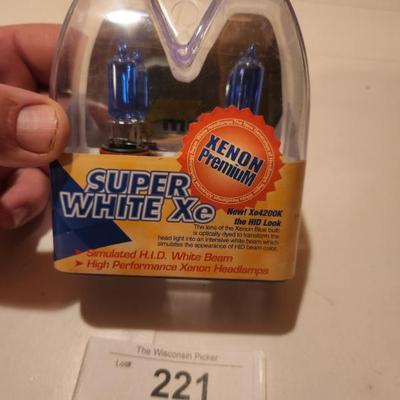 XENON
PremiuM
SUPER
WHITE Xe
New! Xe4200K
the HID Look
The lens of the Xenon Blue bulb
is optically dyed to transform the
head light into an intensive white beam which
simulates the appearance of HID beam color.
Simulated H.I.D. White Beam
➤ High Performance Xenon Headlamps
The Wisconsin Picker
Lot#:
221